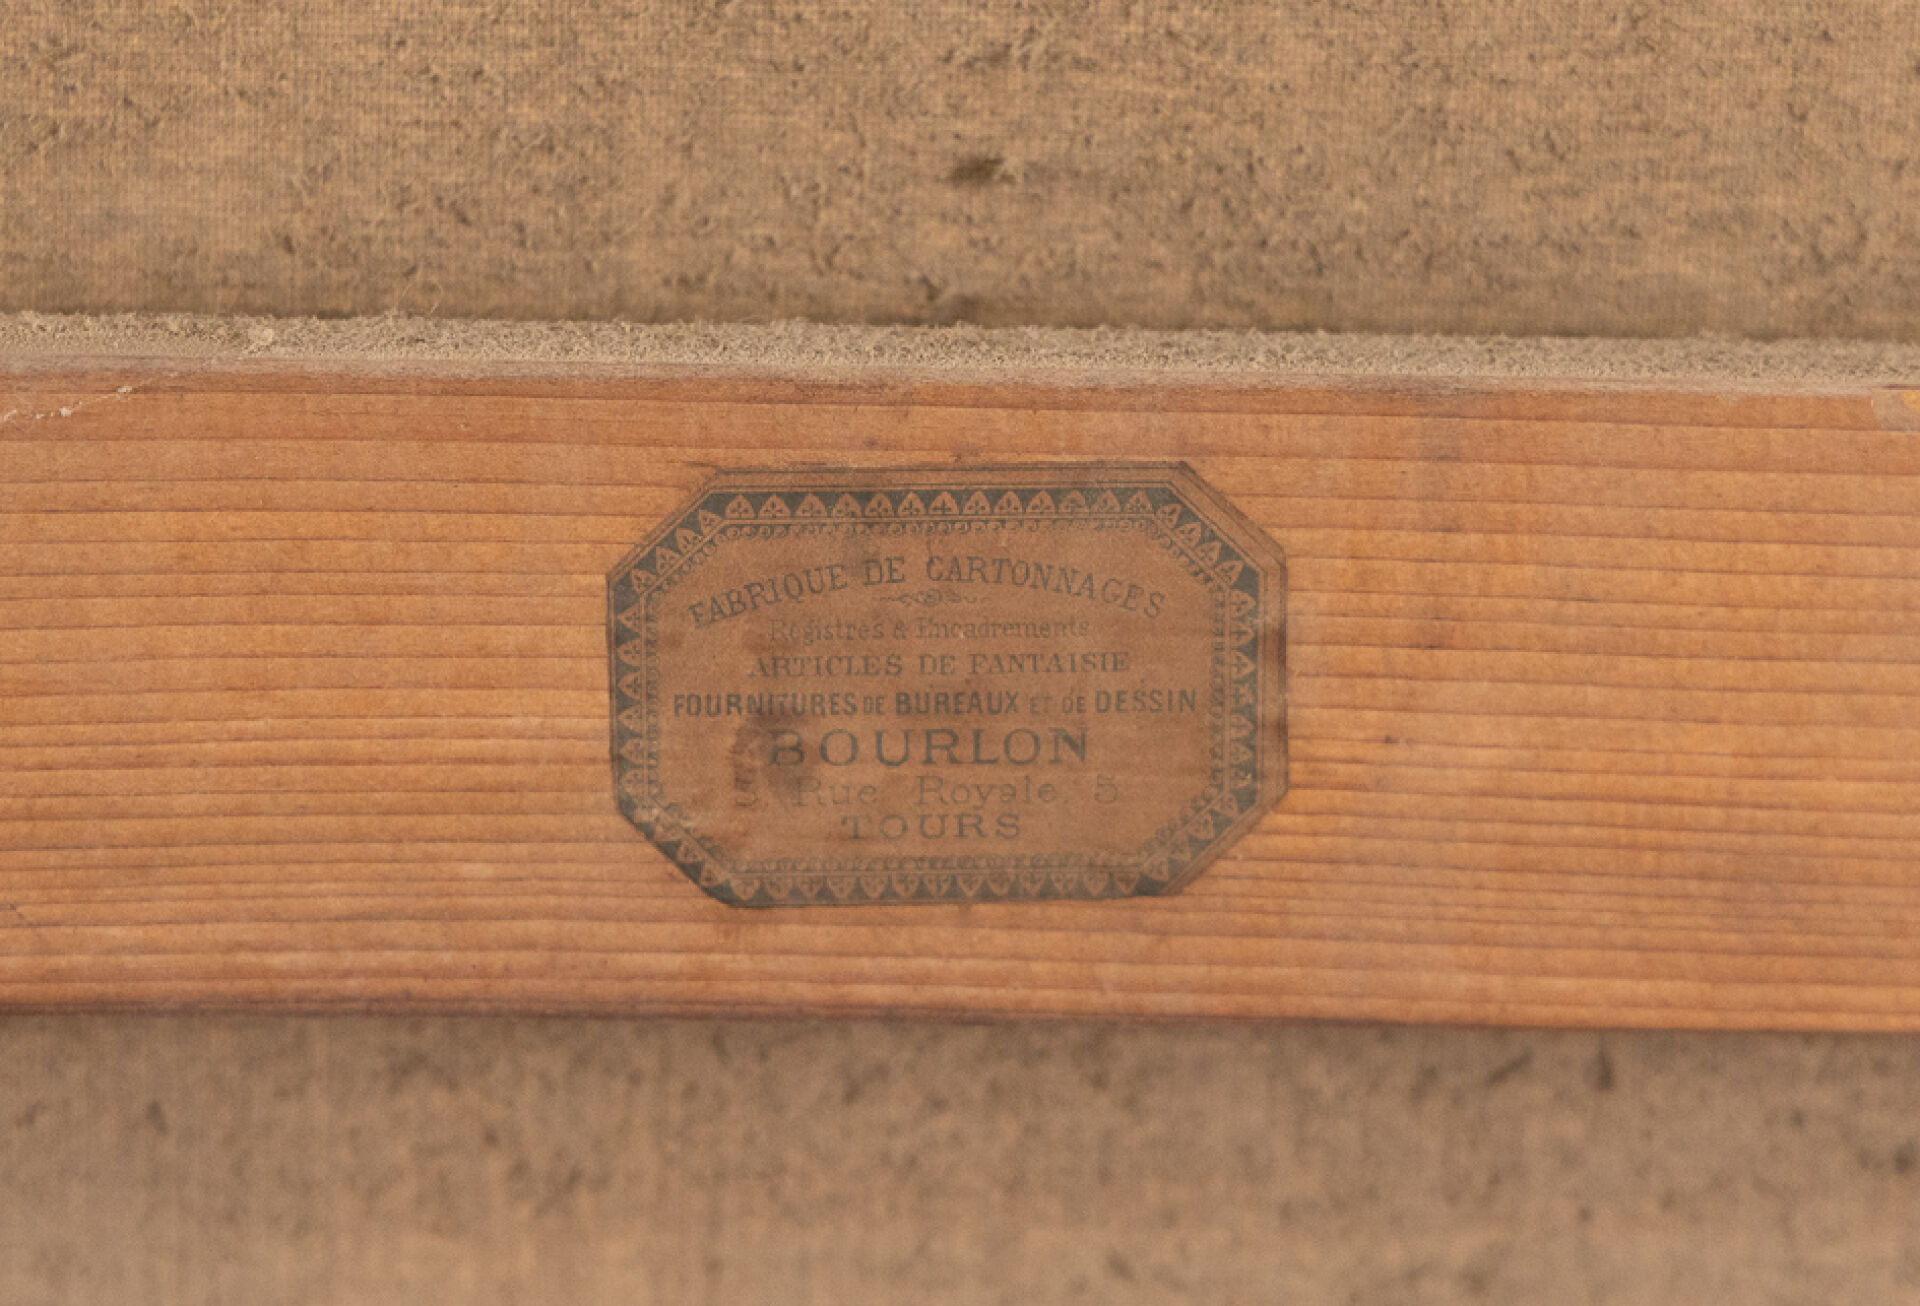 FABRIQUE DE CARTONNAGES
Registres & Encadrements
ARTICLES DE FANTAISIE
FOURNITURES DE BUREAUX ET DE DESSIN
BOURLON
5, Rue Royale, 5
TOURS